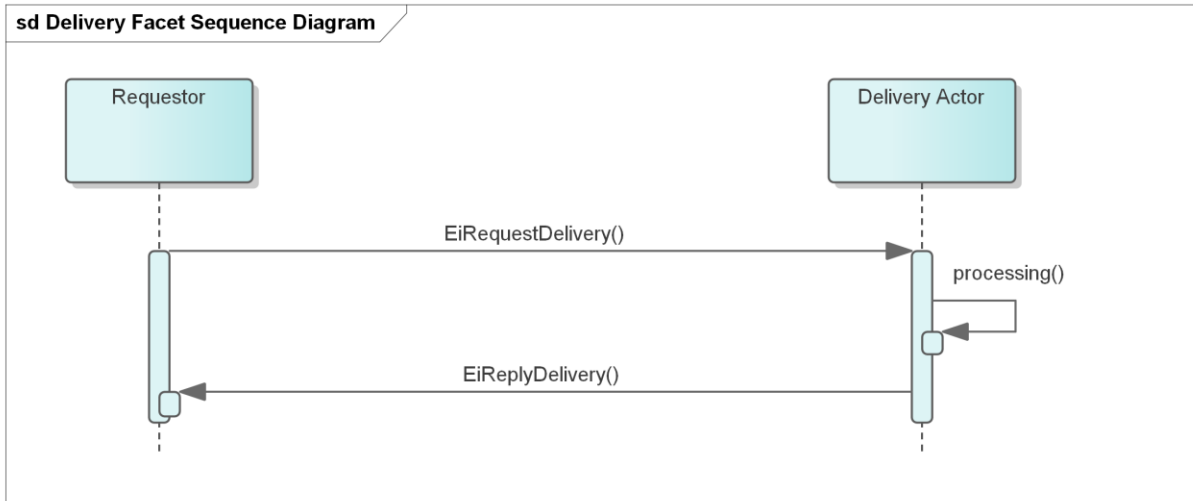 sd Delivery Facet Sequence Diagram
Requestor
Delivery Actor
EiRequestDelivery()
processing()
EiReplyDelivery()